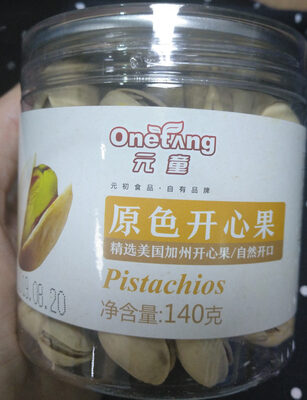 Onetang
元童
元初食品·自有品牌
原色开心果
精选美国加州开心果/自然开口
Pistachios
.08.20
净含量:140克